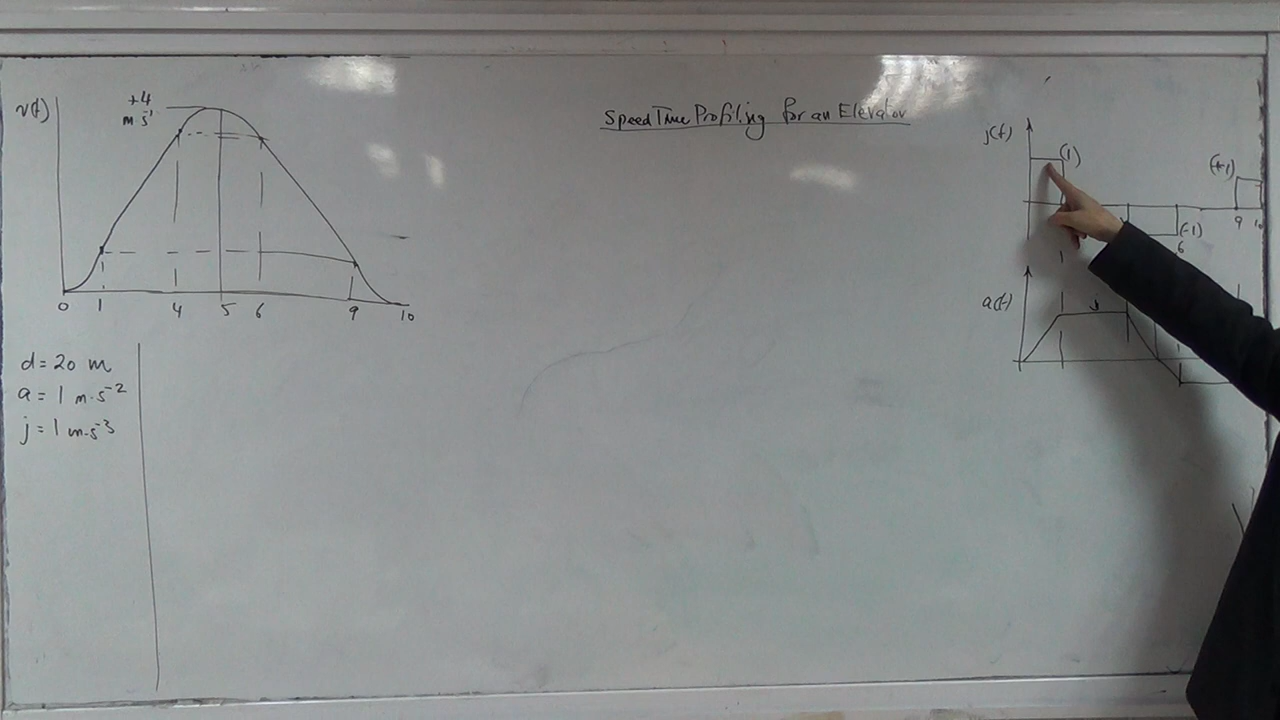 Speed Time Profiling for an Elevator
v(t)
+4
m s⁻¹
0 1 4 5 6 9 10
d = 20 m
a = 1 m·s⁻²
j = 1 m·s⁻³
j(t)
(1)
(+1)
(-1)
1 6 9 10
a(t)